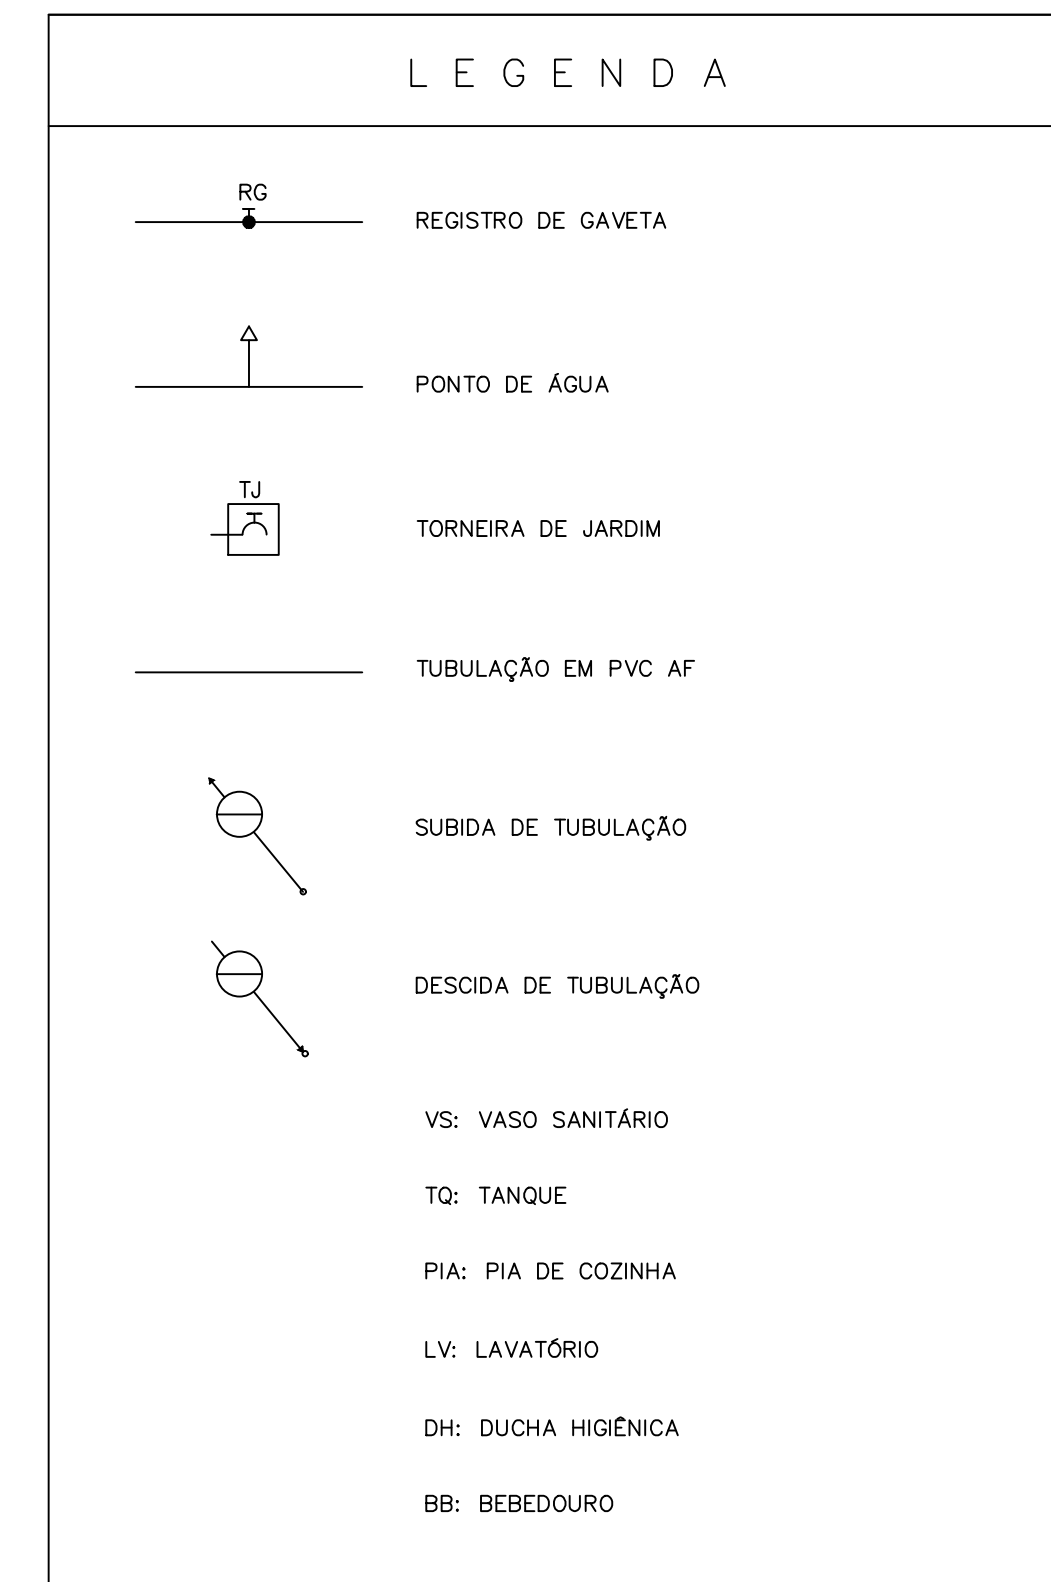 LEGENDA
RG
REGISTRO DE GAVETA
PONTO DE ÁGUA
TJ
TORNEIRA DE JARDIM
TUBULAÇÃO EM PVC AF
SUBIDA DE TUBULAÇÃO
DESCIDA DE TUBULAÇÃO
VS: VASO SANITÁRIO
TQ: TANQUE
PIA: PIA DE COZINHA
LV: LAVATÓRIO
DH: DUCHA HIGIÊNICA
BB: BEBEDOURO